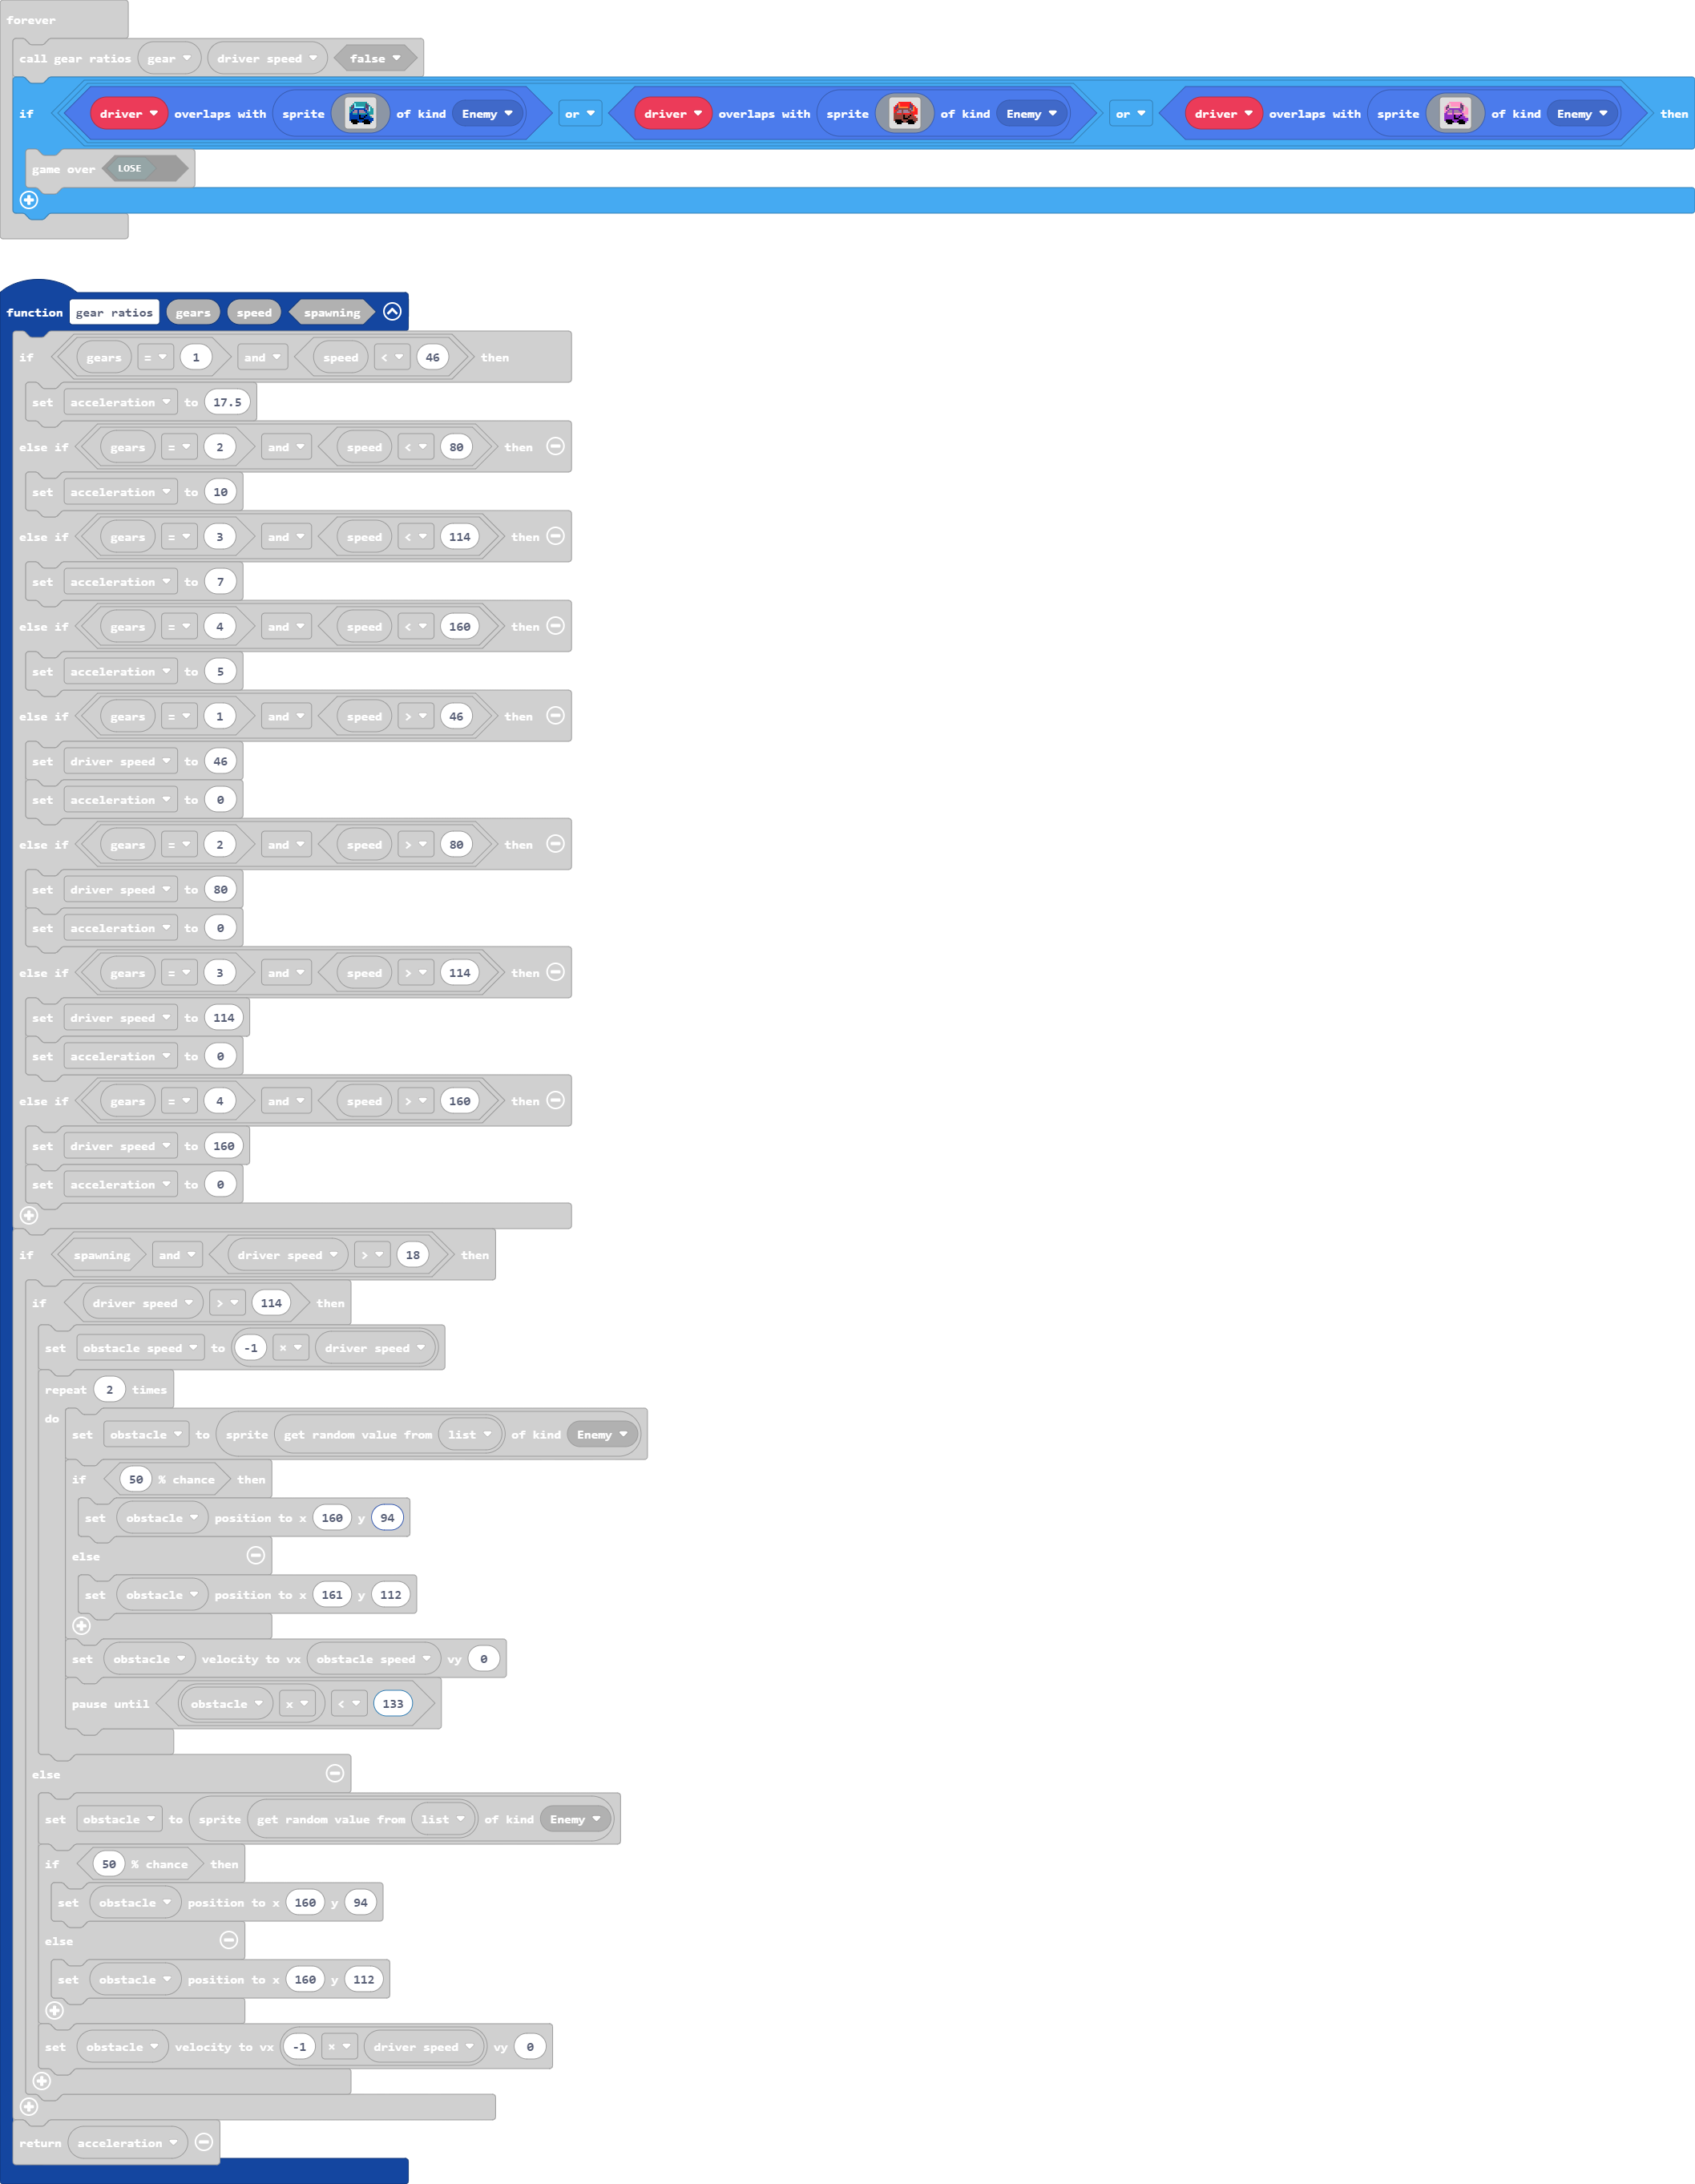 forever
call gear ratios gear driver speed false
if driver overlaps with sprite of kind Enemy or driver overlaps with sprite of kind Enemy or driver overlaps with sprite of kind Enemy then
game over LOSE
function gear ratios gears speed spawning
if gears = 1 and speed < 46 then
set acceleration to 17.5
else if gears = 2 and speed < 80 then
set acceleration to 10
else if gears = 3 and speed < 114 then
set acceleration to 7
else if gears = 4 and speed < 160 then
set acceleration to 5
else if gears = 1 and speed > 46 then
set driver speed to 46
set acceleration to 0
else if gears = 2 and speed > 80 then
set driver speed to 80
set acceleration to 0
else if gears = 3 and speed > 114 then
set driver speed to 114
set acceleration to 0
else if gears = 4 and speed > 160 then
set driver speed to 160
set acceleration to 0
if spawning and driver speed > 18 then
if driver speed > 114 then
set obstacle speed to -1 × driver speed
repeat 2 times
do
set obstacle to sprite get random value from list of kind Enemy
if 50 % chance then
set obstacle position to x 160 y 94
else
set obstacle position to x 161 y 112
set obstacle velocity to vx obstacle speed vy 0
pause until obstacle x < 133
else
set obstacle to sprite get random value from list of kind Enemy
if 50 % chance then
set obstacle position to x 160 y 94
else
set obstacle position to x 160 y 112
set obstacle velocity to vx -1 × driver speed vy 0
return acceleration